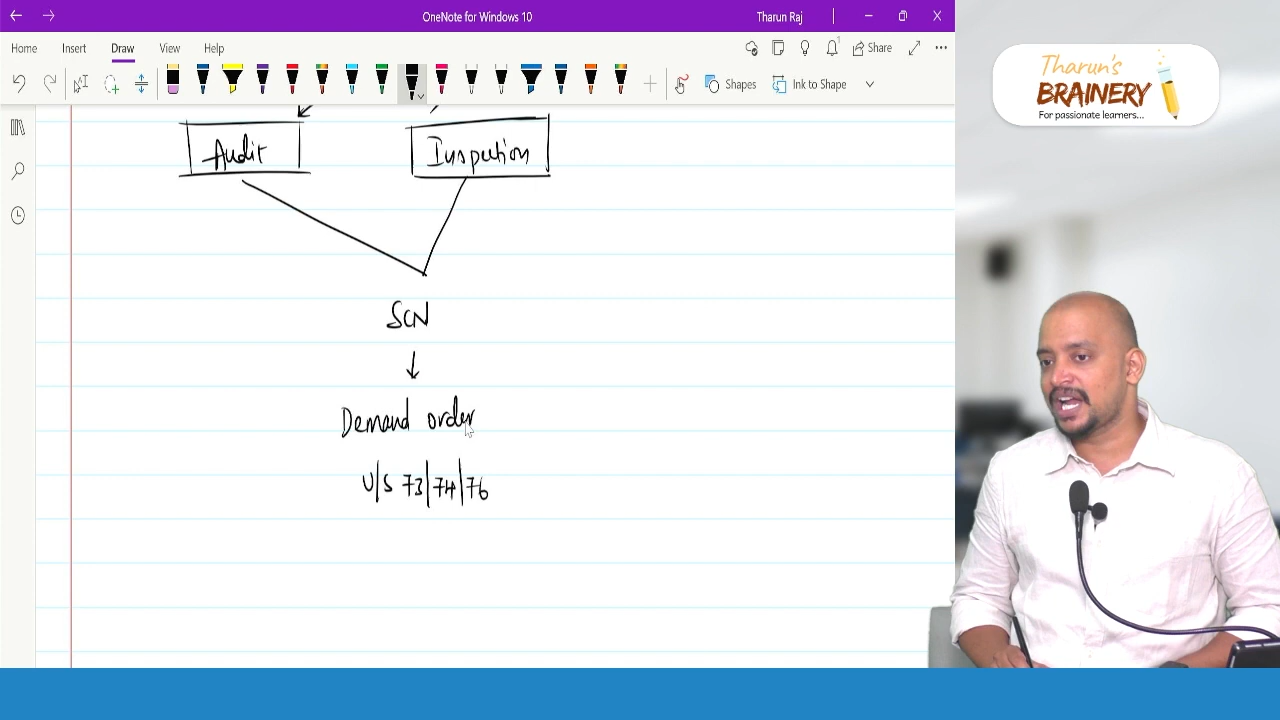 OneNote for Windows 10
Tharun Raj
Home Insert Draw View Help
Share
Shapes
Ink to Shape
Tharun's
BRAINERY
For passionate learners...
Audit
Inspection
SCN
Demand order
U/S 73|74|76